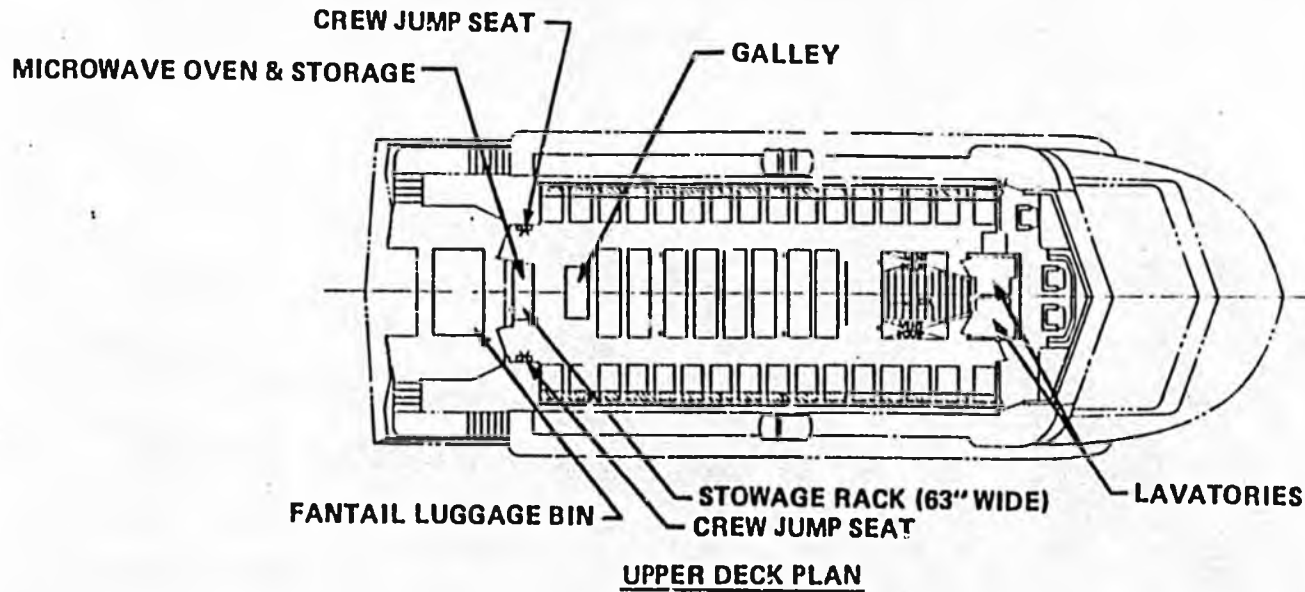 CREW JUMP SEAT
GALLEY
MICROWAVE OVEN & STORAGE
STOWAGE RACK (63" WIDE)
LAVATORIES
FANTAIL LUGGAGE BIN
CREW JUMP SEAT
UPPER DECK PLAN